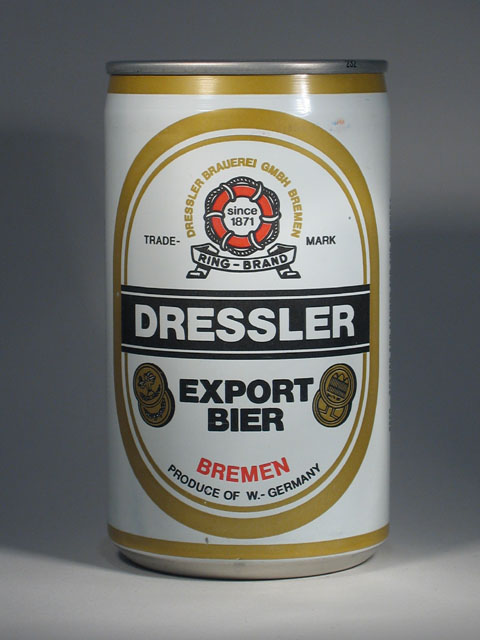 DRESSLER BRAUEREI GMBH BREMEN
since
1871
TRADE- MARK
RING-BRAND
DRESSLER
EXPORT
BIER
BREMEN
PRODUCE OF W.-GERMANY